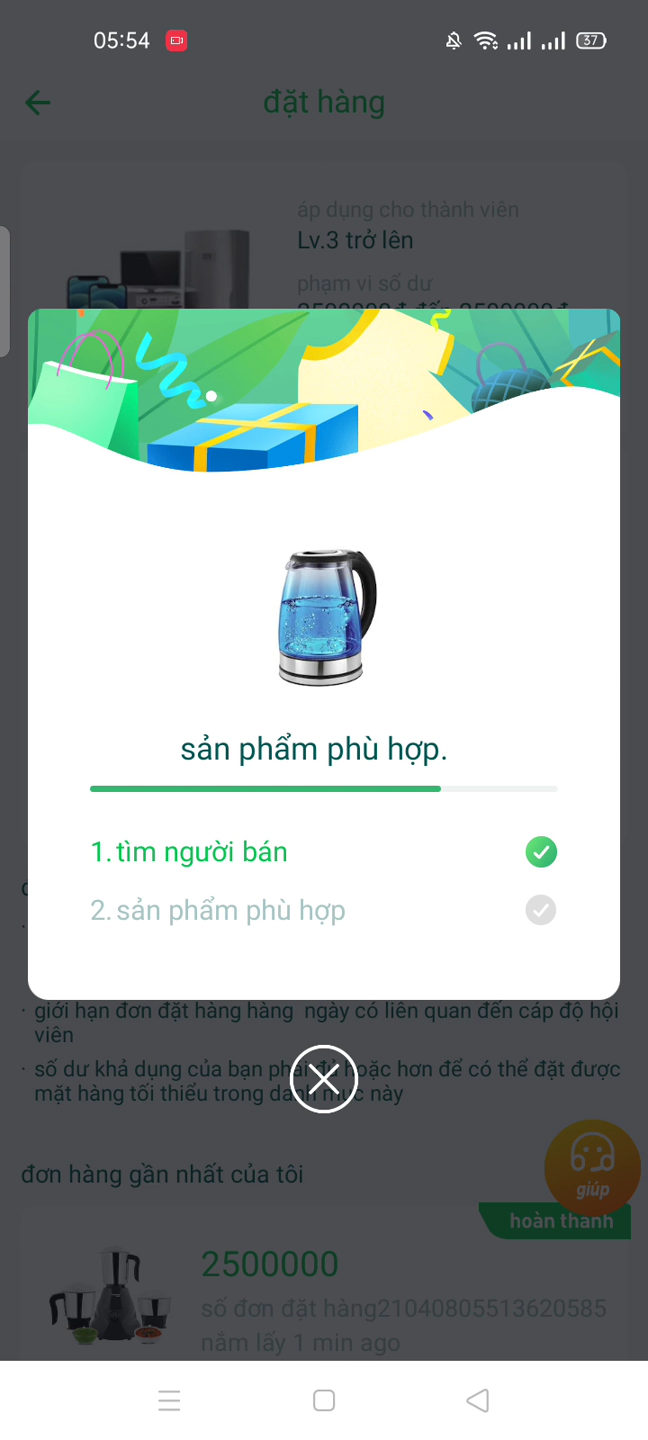 05:54
37
đặt hàng
áp dụng cho thành viên
Lv.3 trở lên
phạm vi số dư
sản phẩm phù hợp.
1. tìm người bán
2. sản phẩm phù hợp
· giới hạn đơn đặt hàng hàng ngày có liên quan đến cáp độ hội
viên
· số dư khả dụng của bạn phải đủ hoặc hơn để có thể đặt được
mặt hàng tối thiểu trong danh mục này
giúp
đơn hàng gần nhất của tôi
hoàn thanh
2500000
số đơn đặt hàng21040805513620585
nắm lấy 1 min ago